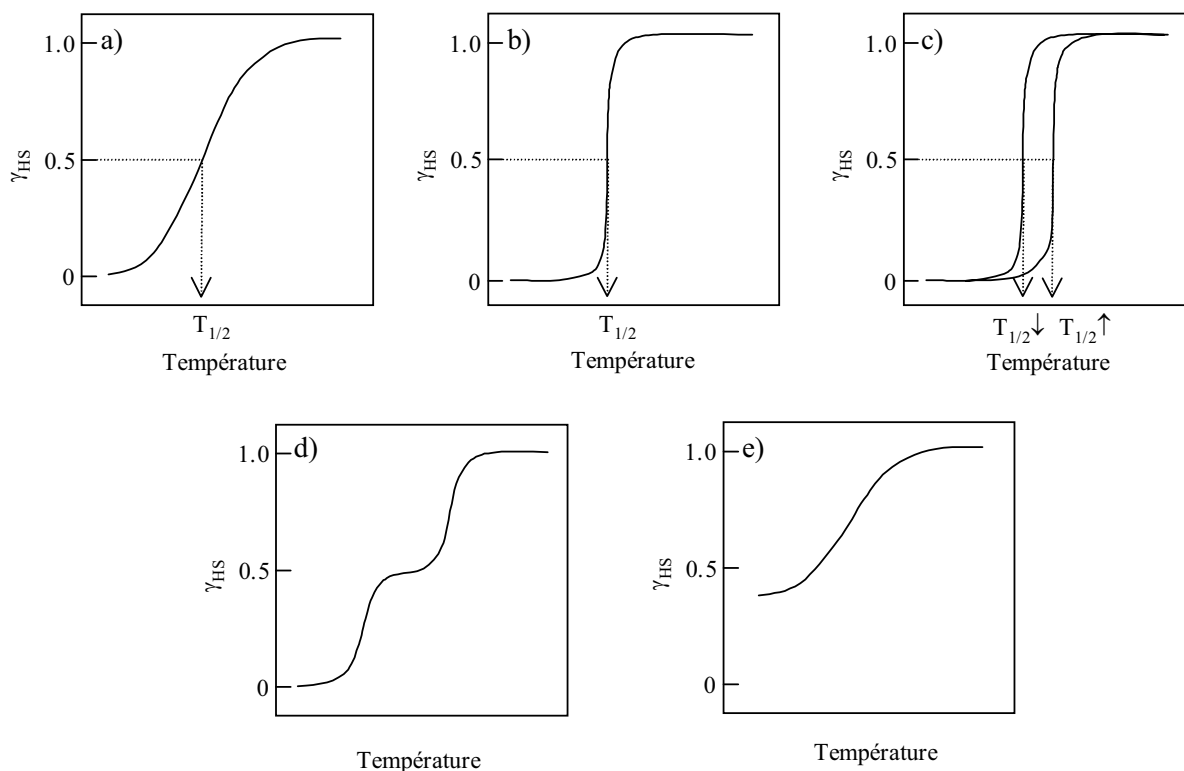 a)
1.0
0.5
0
γHS
T1/2
Température
b)
1.0
0.5
0
γHS
T1/2
Température
c)
1.0
0.5
0
γHS
T1/2↓ T1/2↑
Température
d)
1.0
0.5
0
γHS
Température
e)
1.0
0.5
0
γHS
Température